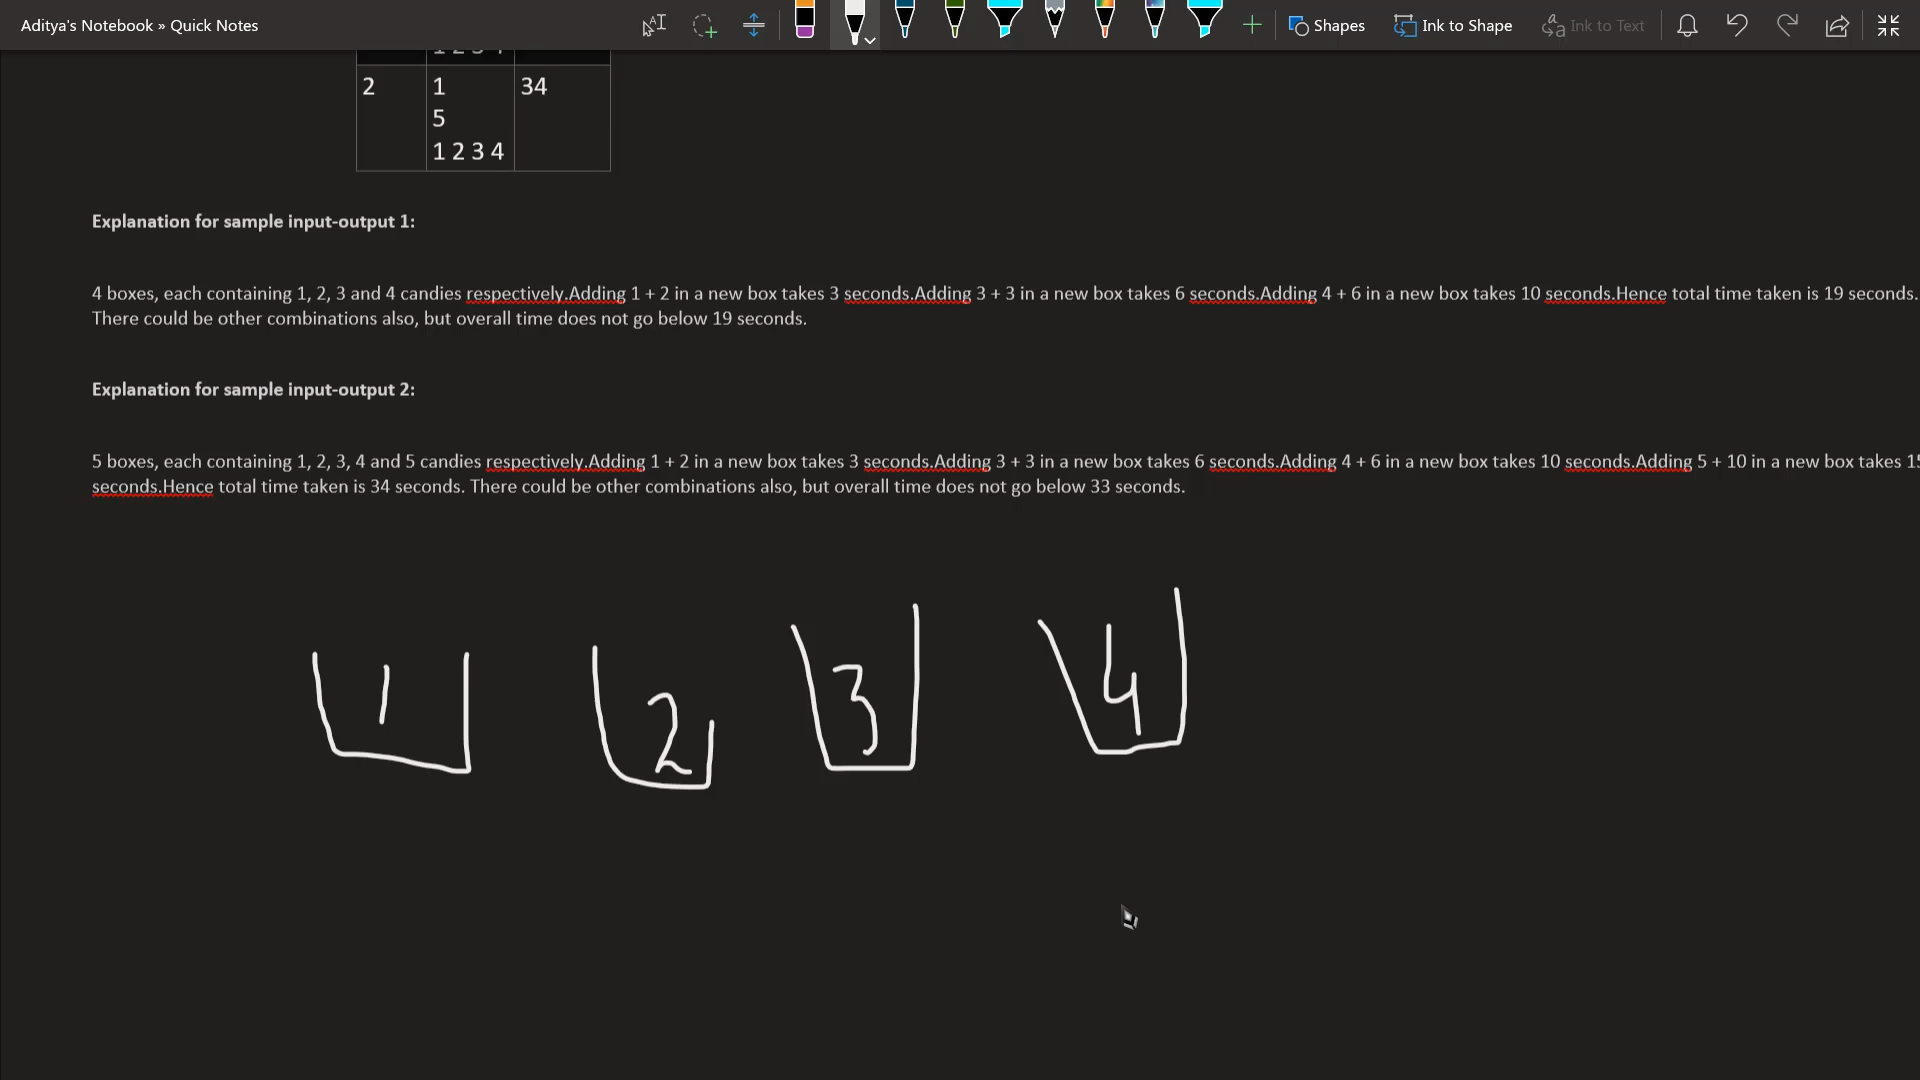 Aditya's Notebook » Quick Notes
Shapes
Ink to Shape
Ink to Text
1 2 3 4
2 1 34
5
1 2 3 4
Explanation for sample input-output 1:
4 boxes, each containing 1, 2, 3 and 4 candies respectively.Adding 1 + 2 in a new box takes 3 seconds.Adding 3 + 3 in a new box takes 6 seconds.Adding 4 + 6 in a new box takes 10 seconds.Hence total time taken is 19 seconds.
There could be other combinations also, but overall time does not go below 19 seconds.
Explanation for sample input-output 2:
5 boxes, each containing 1, 2, 3, 4 and 5 candies respectively.Adding 1 + 2 in a new box takes 3 seconds.Adding 3 + 3 in a new box takes 6 seconds.Adding 4 + 6 in a new box takes 10 seconds.Adding 5 + 10 in a new box takes 15
seconds.Hence total time taken is 34 seconds. There could be other combinations also, but overall time does not go below 33 seconds.
1 2 3 4